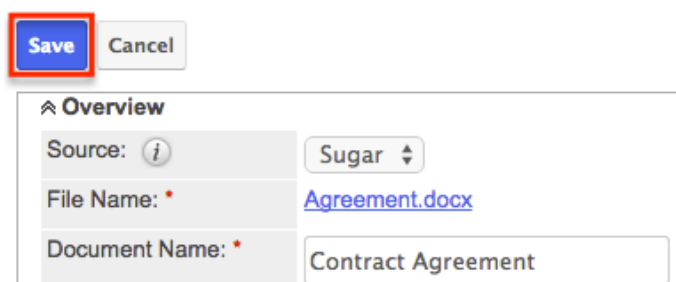 Save Cancel
Overview
Source: i Sugar
File Name: * Agreement.docx
Document Name: * Contract Agreement